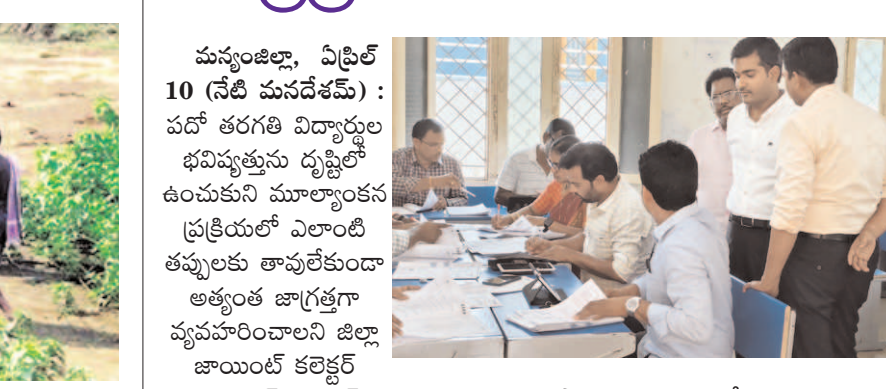 మన్యంజిల్లా, ఏప్రిల్
10 (నేటి మనదేశమ్) :
పదో తరగతి విద్యార్థుల
భవిష్యత్తును దృష్టిలో
ఉంచుకుని మూల్యాంకన
ప్రక్రియలో ఎలాంటి
తప్పులకు తావులేకుండా
అత్యంత జాగ్రత్తగా
వ్యవహరించాలని జిల్లా
జాయింట్ కలెక్టర్